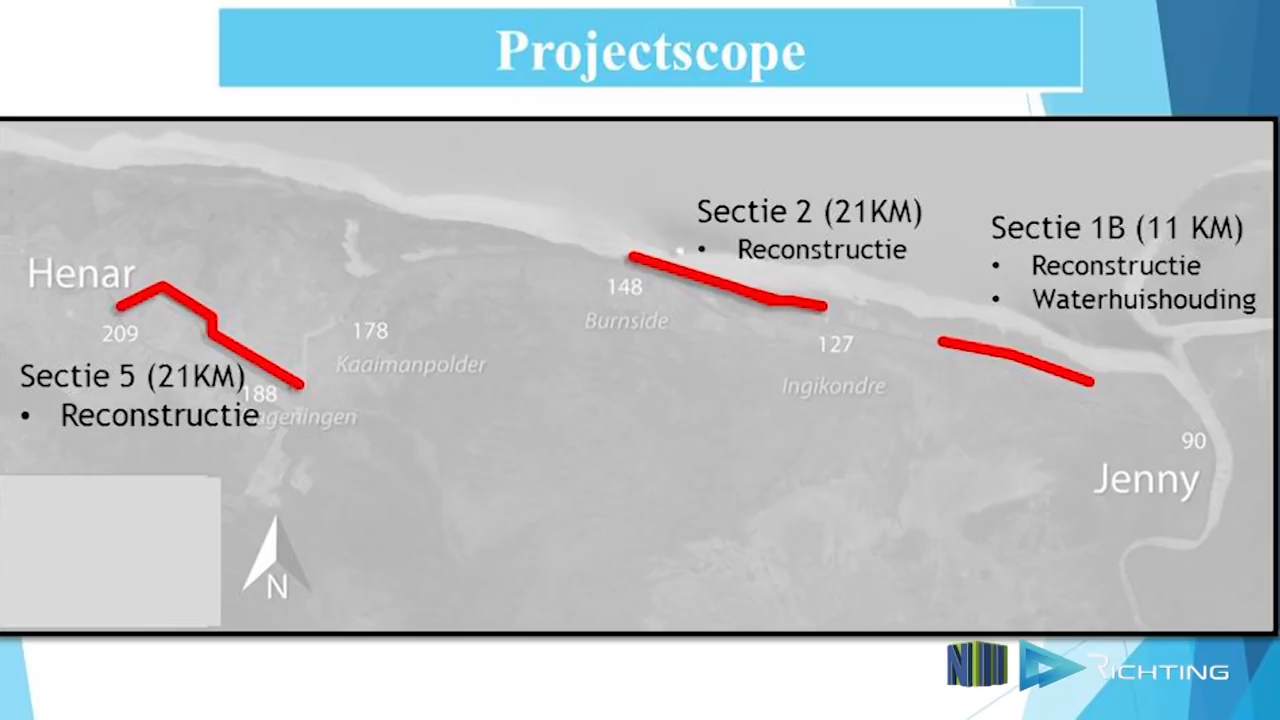 Projectscope
Sectie 2 (21KM)
• Reconstructie
Sectie 1B (11 KM)
• Reconstructie
• Waterhuishouding
Henar
209
178
Kaaimanpolder
148
Burnside
127
Ingikondre
Sectie 5 (21KM)
188
• Reconstructie
90
Jenny
N
RICHTING